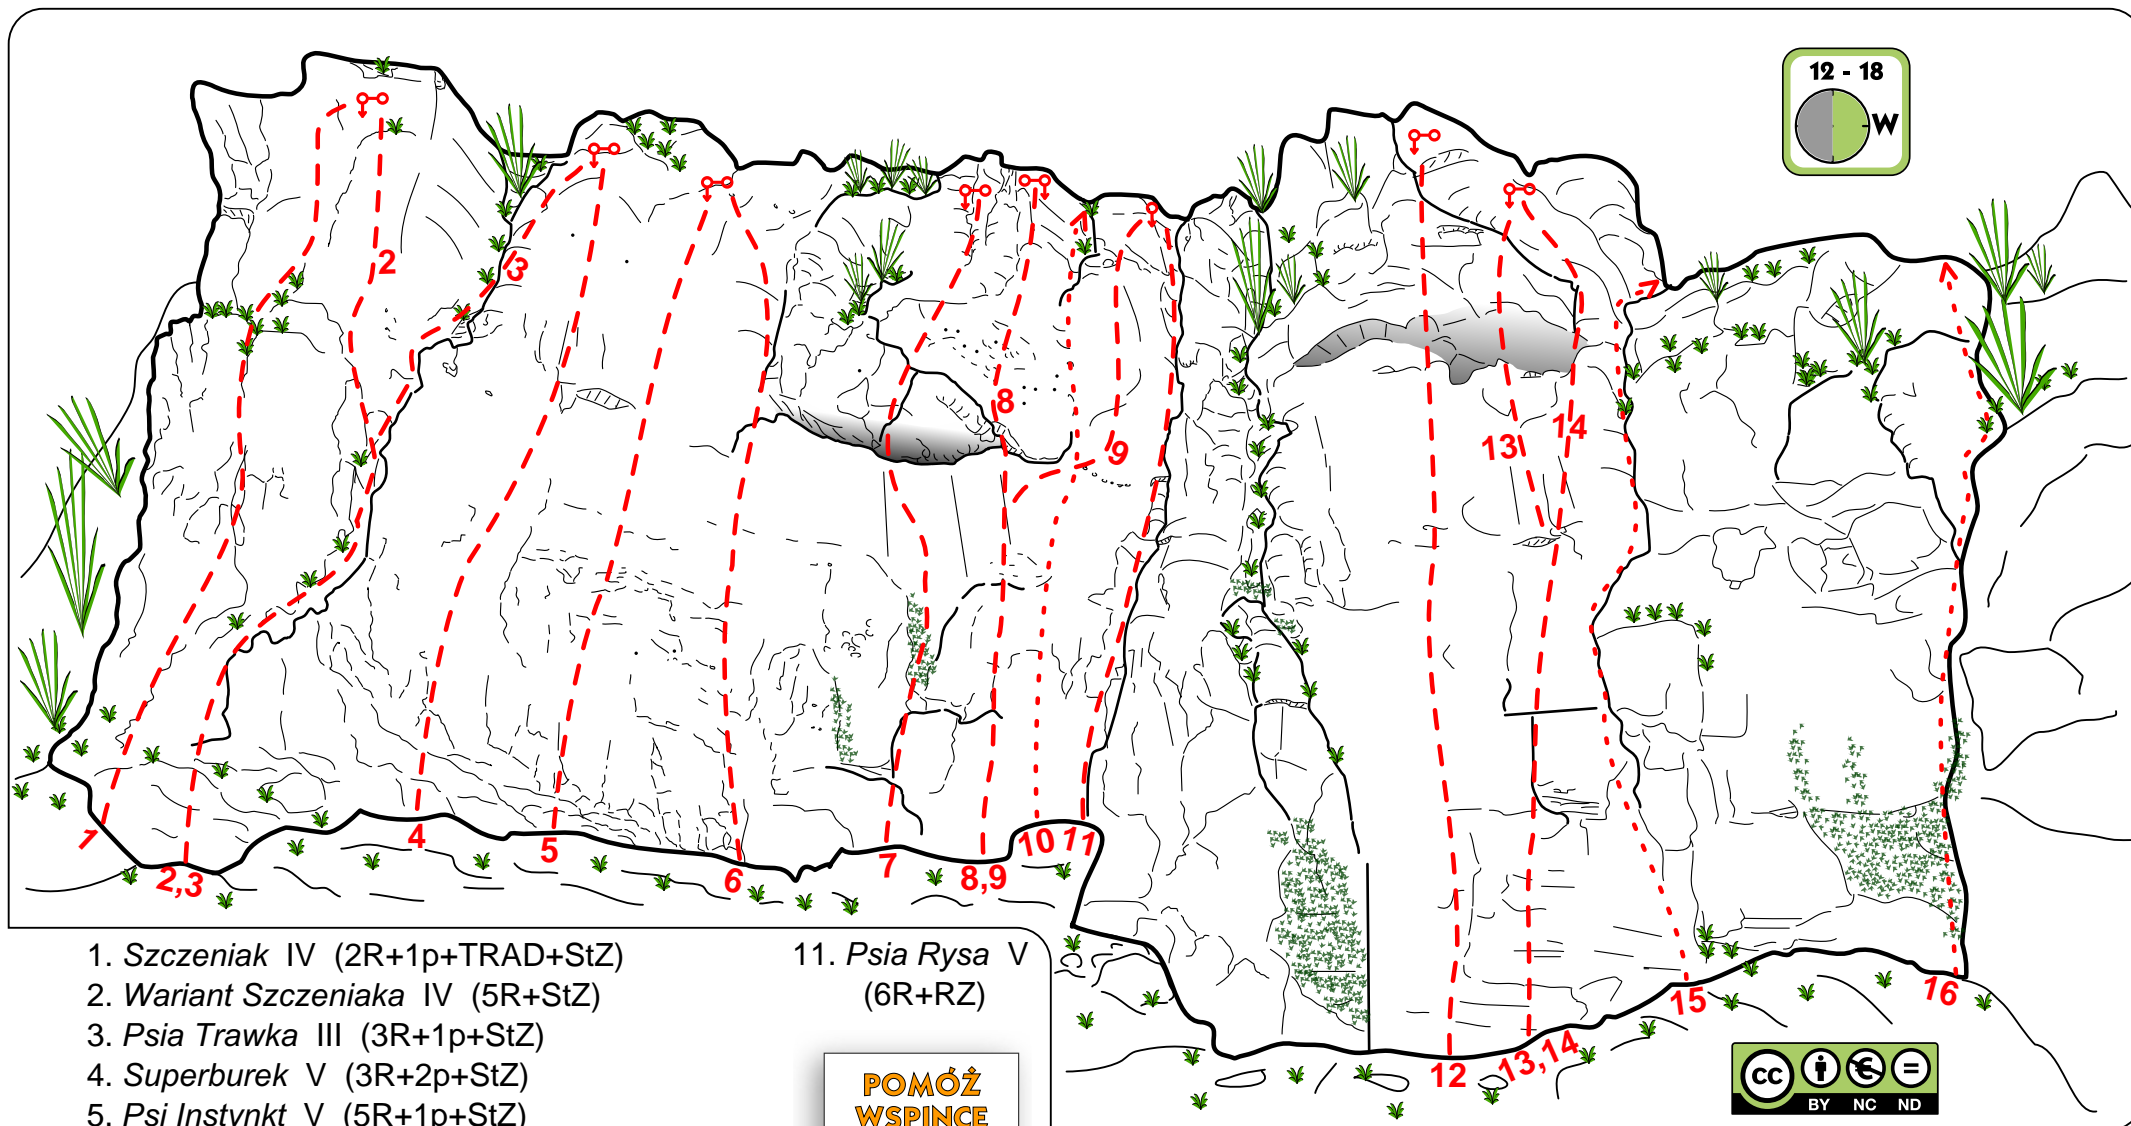 12 - 18
W
2
3
8
9
13
14
1
2,3
4
5
6
7
8,9
10
11
12
13,14
15
16
1. Szczeniak IV (2R+1p+TRAD+StZ)
2. Wariant Szczeniaka IV (5R+StZ)
3. Psia Trawka III (3R+1p+StZ)
4. Superburek V (3R+2p+StZ)
5. Psi Instynkt V (5R+1p+StZ)
11. Psia Rysa V
(6R+RZ)
POMÓŻ
WSPINCE
cc
BY NC ND